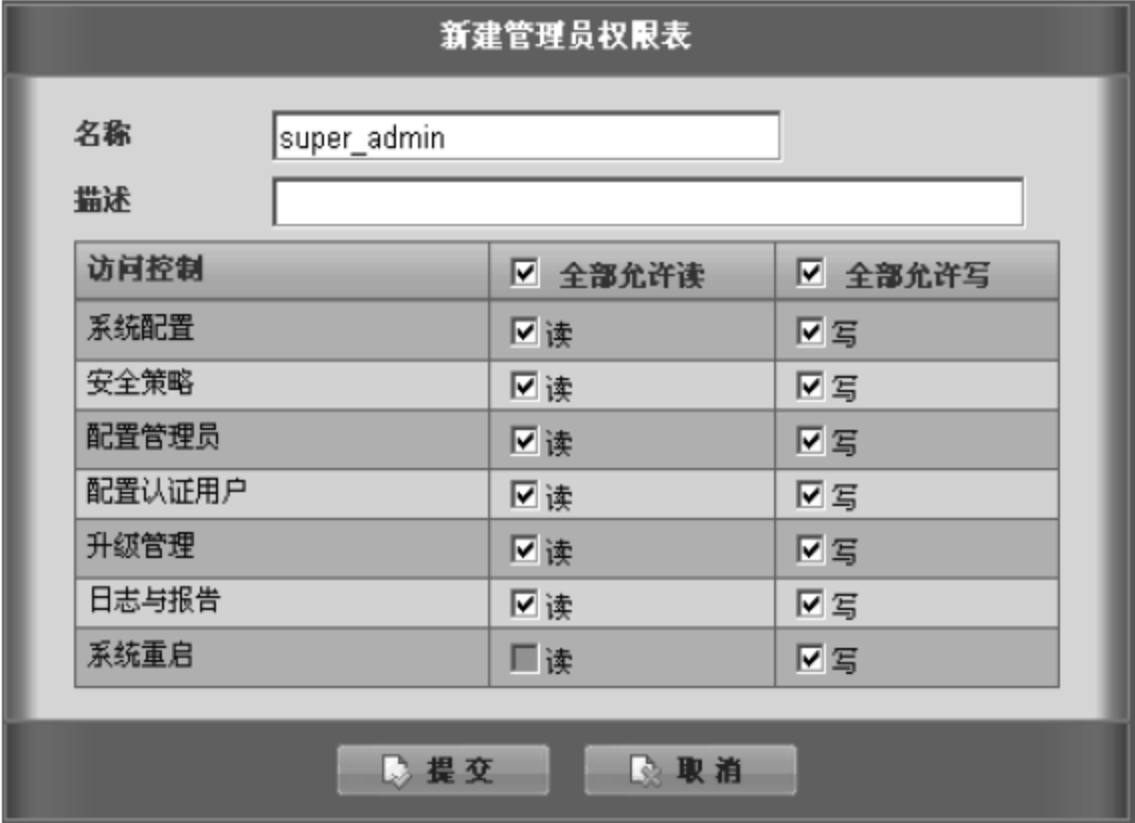 新建管理员权限表
名称 super_admin
描述
访问控制 全部允许读 全部允许写
系统配置 读 写
安全策略 读 写
配置管理员 读 写
配置认证用户 读 写
升级管理 读 写
日志与报告 读 写
系统重启 读 写
提交 取消